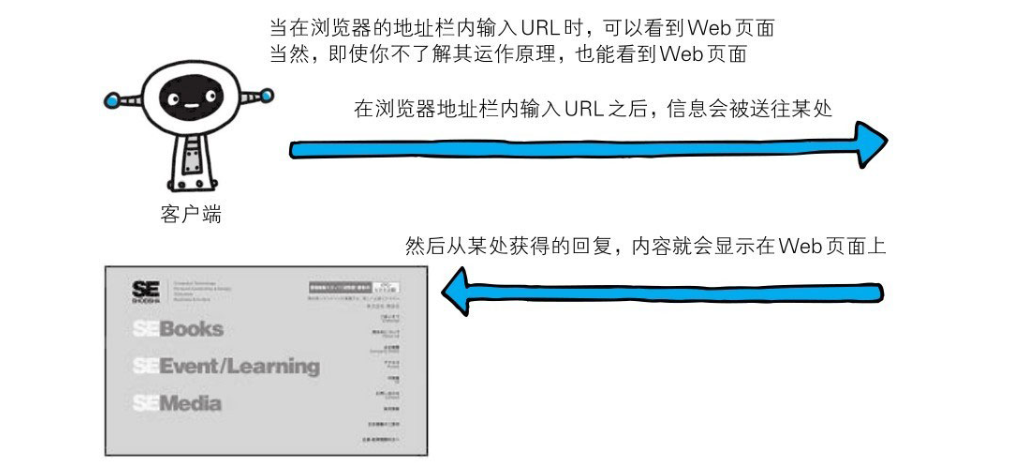 当在浏览器的地址栏内输入URL时，可以看到Web页面
当然，即使你不了解其运作原理，也能看到Web页面
在浏览器地址栏内输入URL之后，信息会被送往某处
客户端
然后从某处获得的回复，内容就会显示在Web页面上
SE
SHOEISHA
SEBooks
SEEvent/Learning
SEMedia